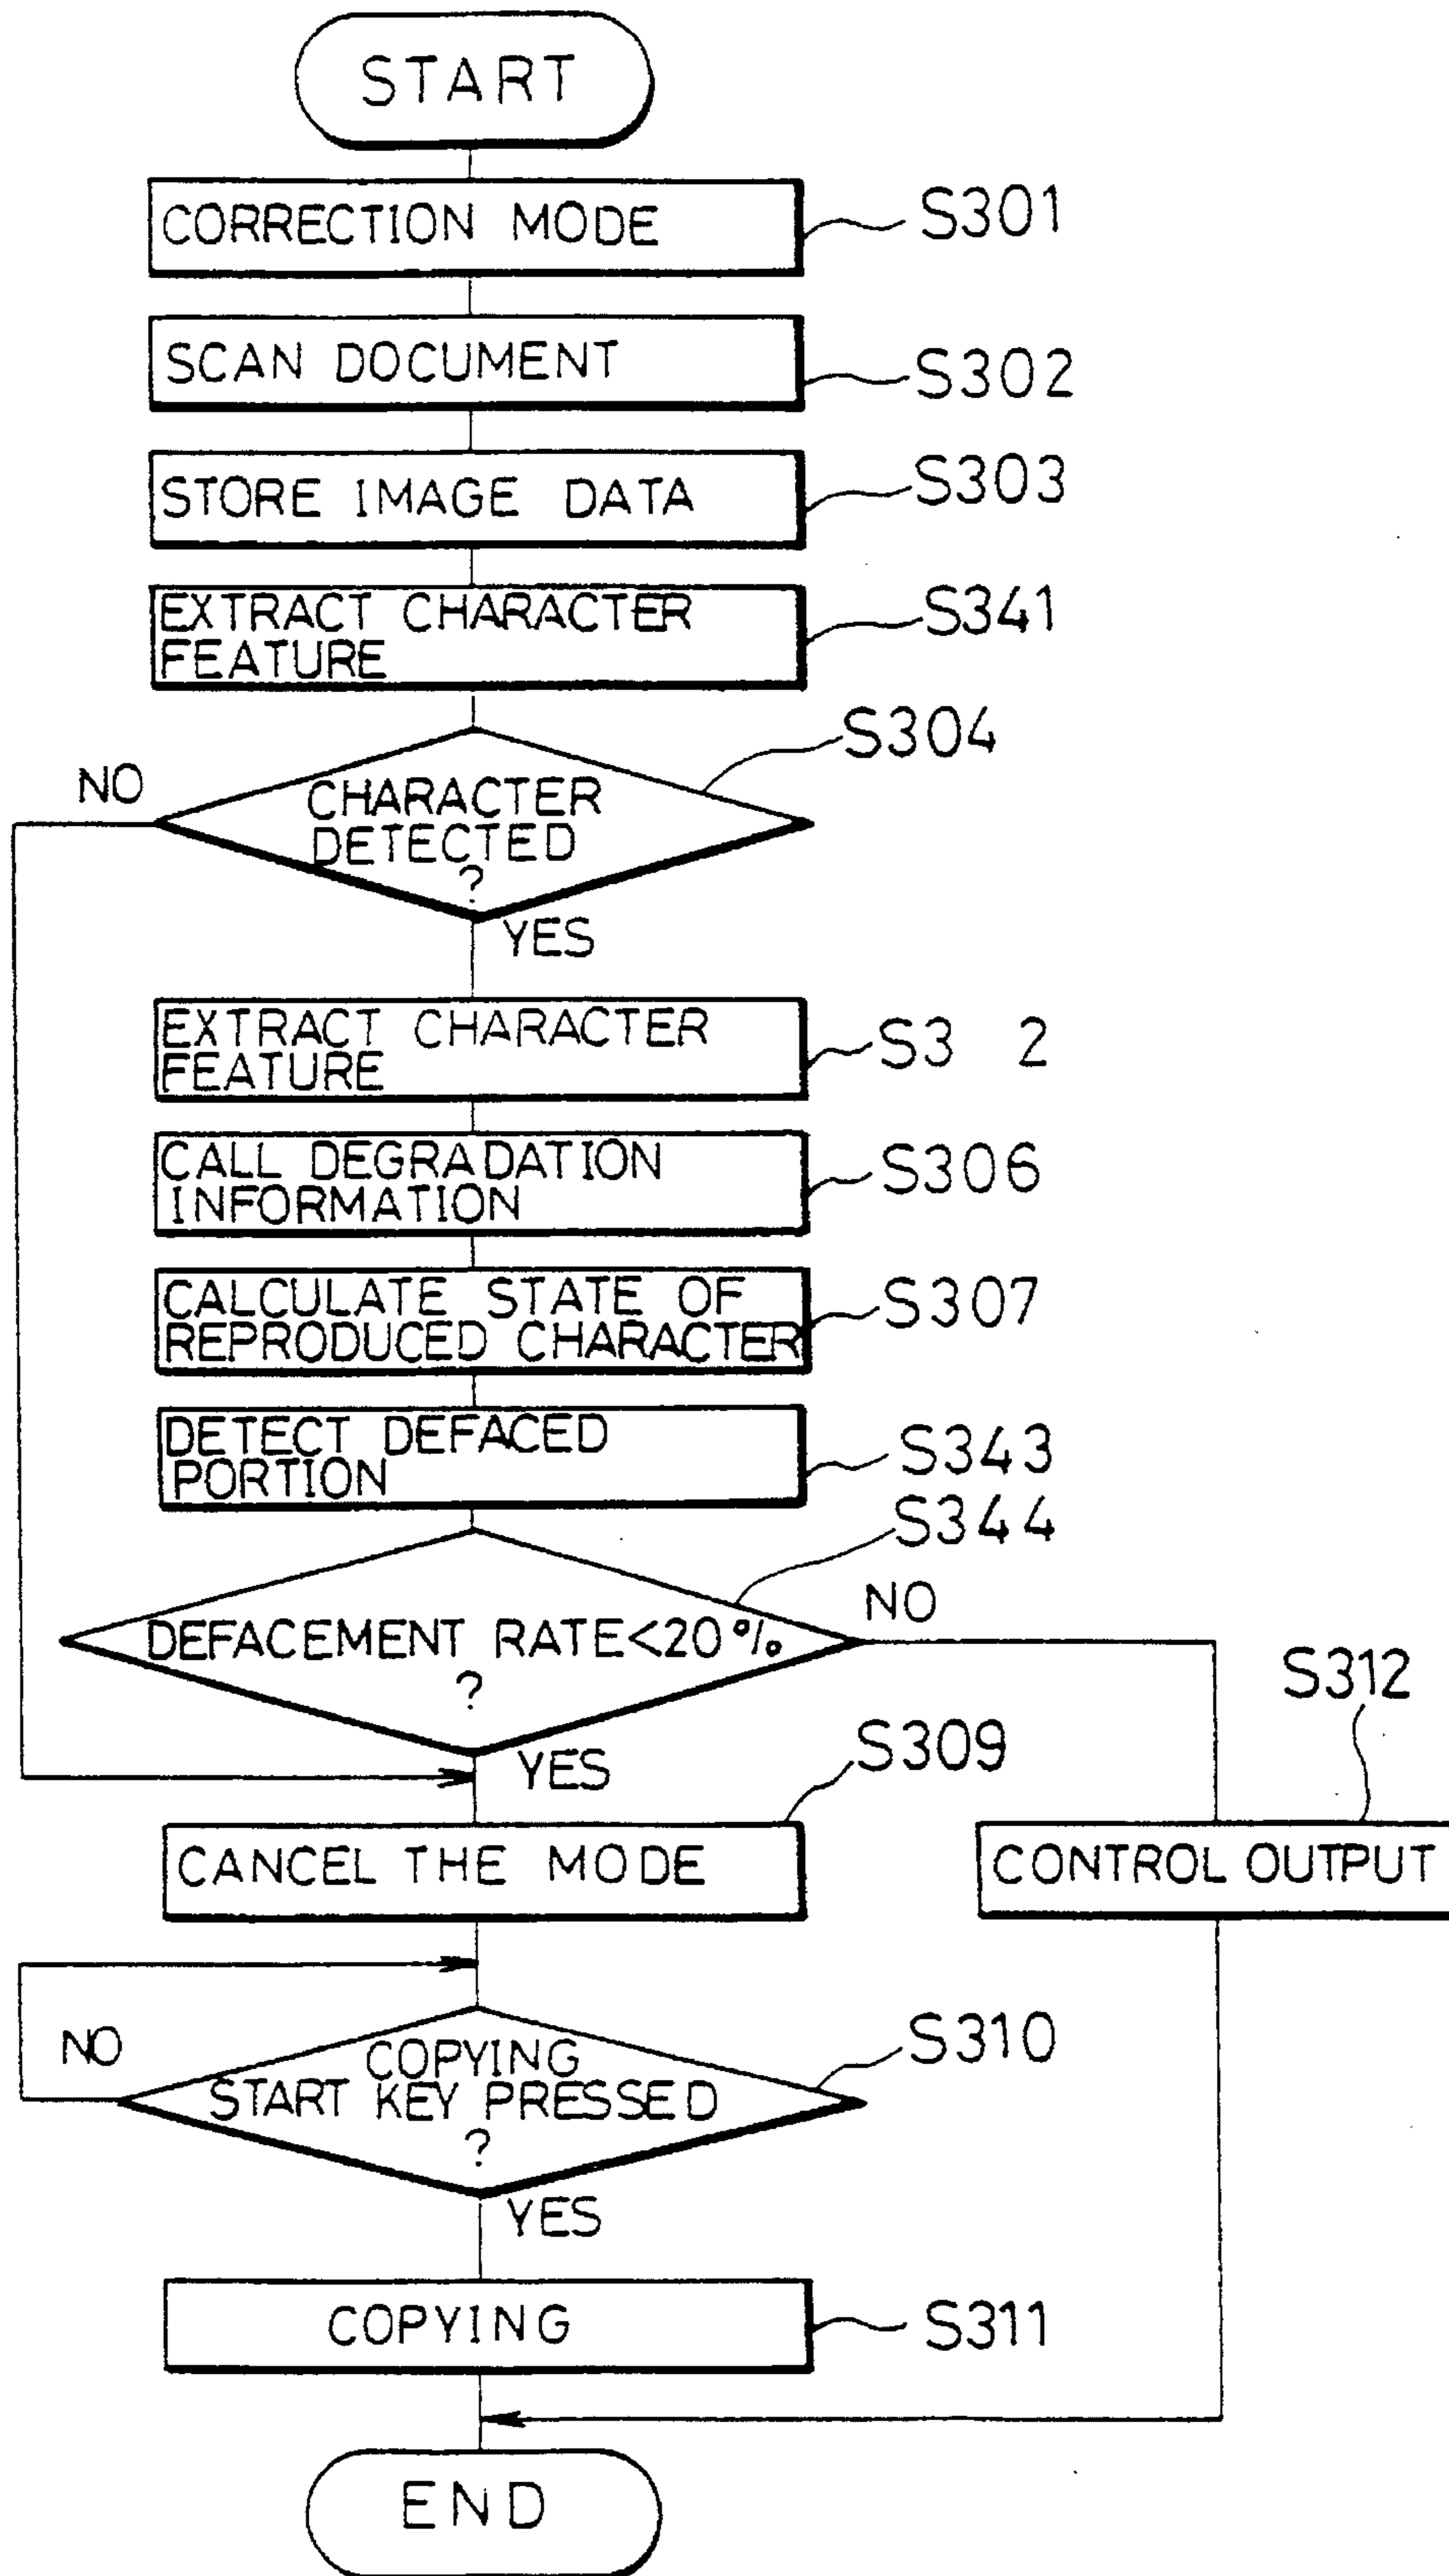 START
CORRECTION MODE
S301
SCAN DOCUMENT
S302
STORE IMAGE DATA
S303
EXTRACT CHARACTER
FEATURE
S341
S304
NO
CHARACTER
DETECTED
?
YES
EXTRACT CHARACTER
FEATURE
S3 2
CALL DEGRADATION
INFORMATION
S306
CALCULATE STATE OF
REPRODUCED CHARACTER
S307
DETECT DEFACED
PORTION
S343
S344
NO
DEFACEMENT RATE<20%
?
YES
S312
S309
CANCEL THE MODE
CONTROL OUTPUT
NO
COPYING
START KEY PRESSED
?
S310
YES
COPYING
S311
END